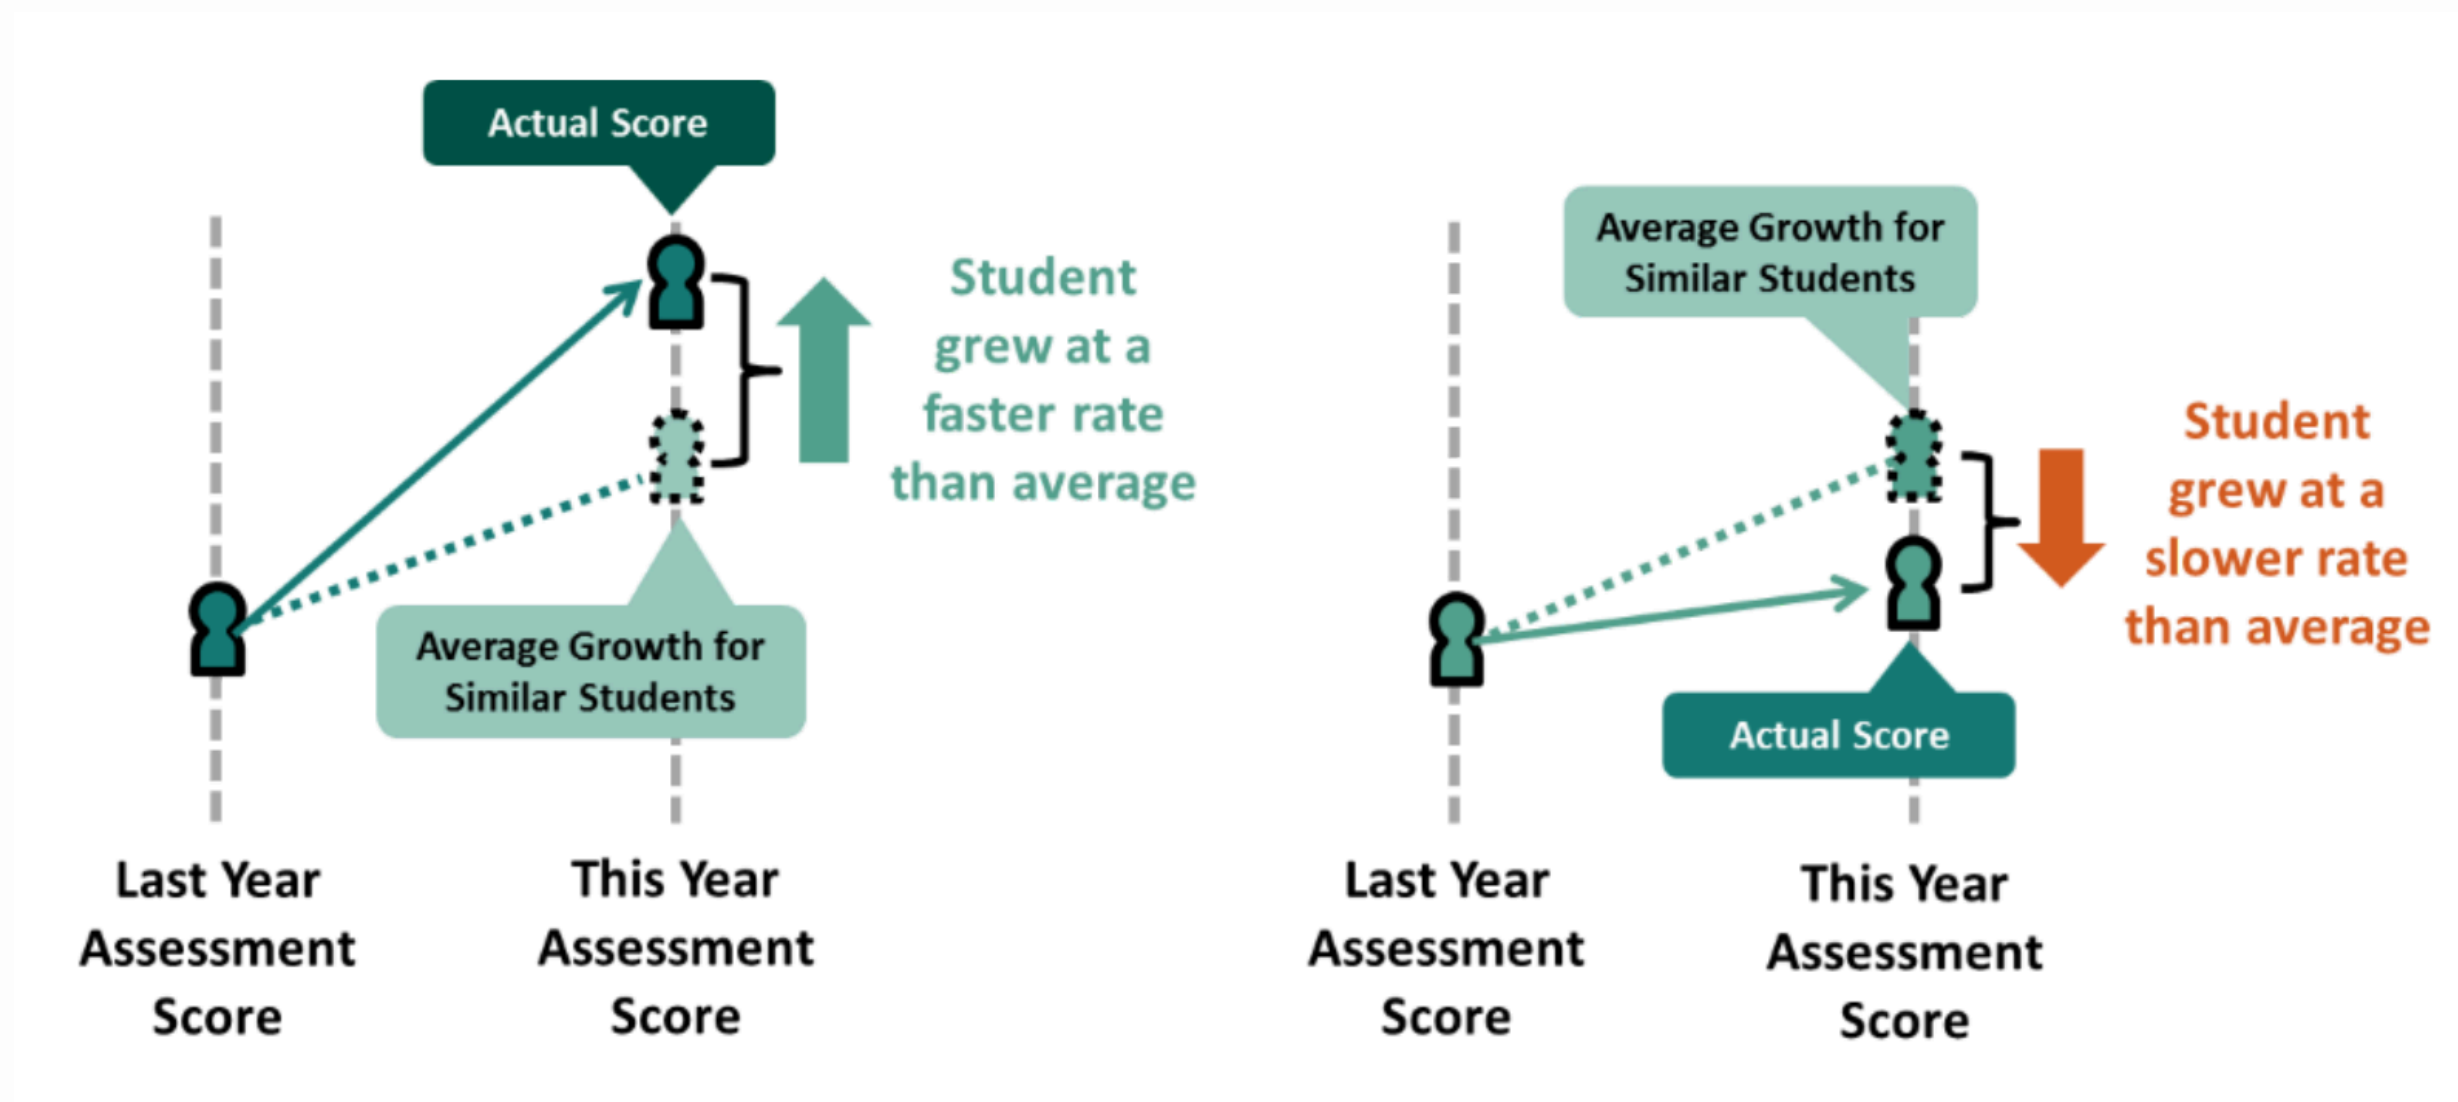 Actual Score
Student
grew at a
faster rate
than average
Average Growth for
Similar Students
Last Year
Assessment
Score
This Year
Assessment
Score
Average Growth for
Similar Students
Student
grew at a
slower rate
than average
Actual Score
Last Year
Assessment
Score
This Year
Assessment
Score